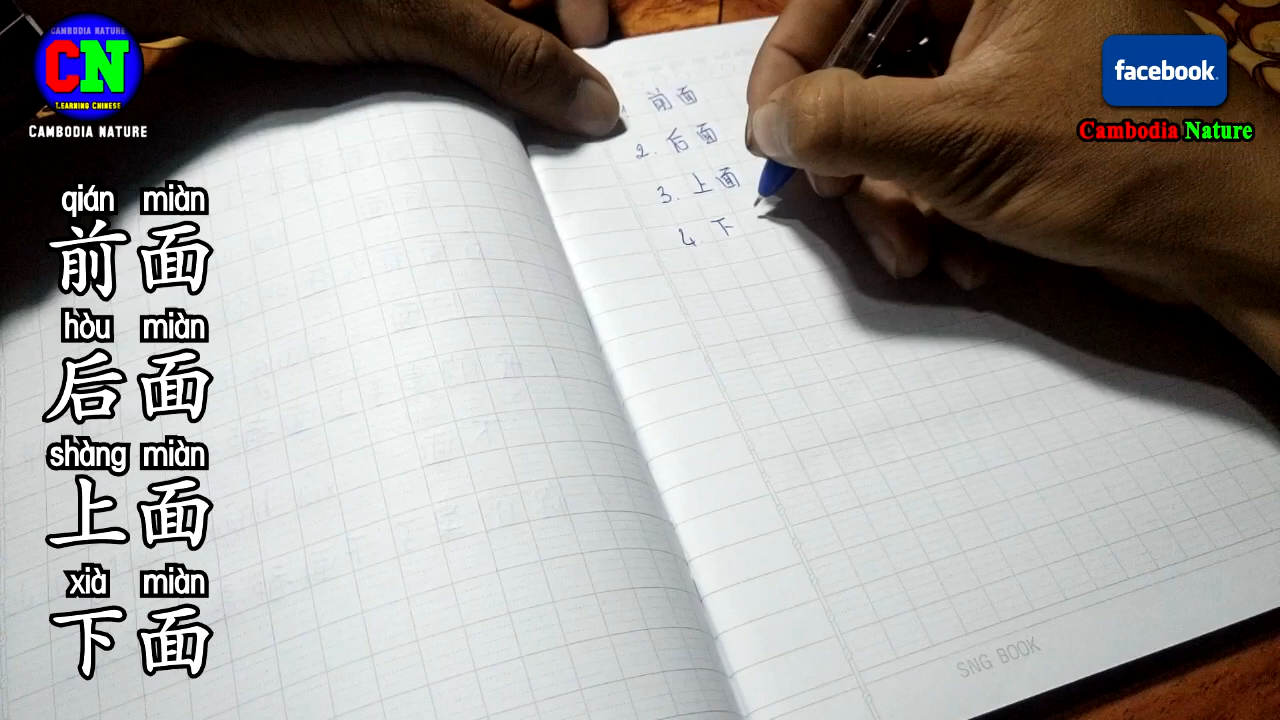 CAMBODIA NATURE
CN
LEARNING CHINESE
CAMBODIA NATURE
facebook
Cambodia Nature
qián miàn
前面
hòu miàn
后面
shàng miàn
上面
xià miàn
下面
前面
2.后面
3. 上面
4. 下
SNG BOOK